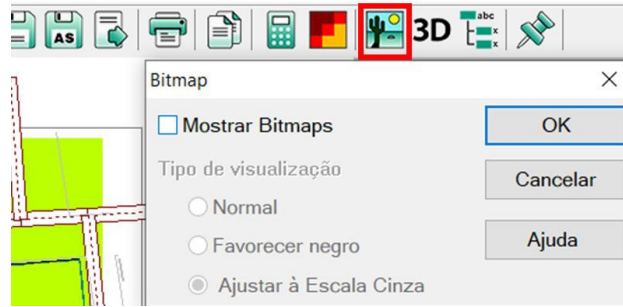 AS
3D
abc
x
x
Bitmap
Mostrar Bitmaps
OK
Tipo de visualização
Cancelar
Normal
Favorecer negro
Ajuda
Ajustar à Escala Cinza